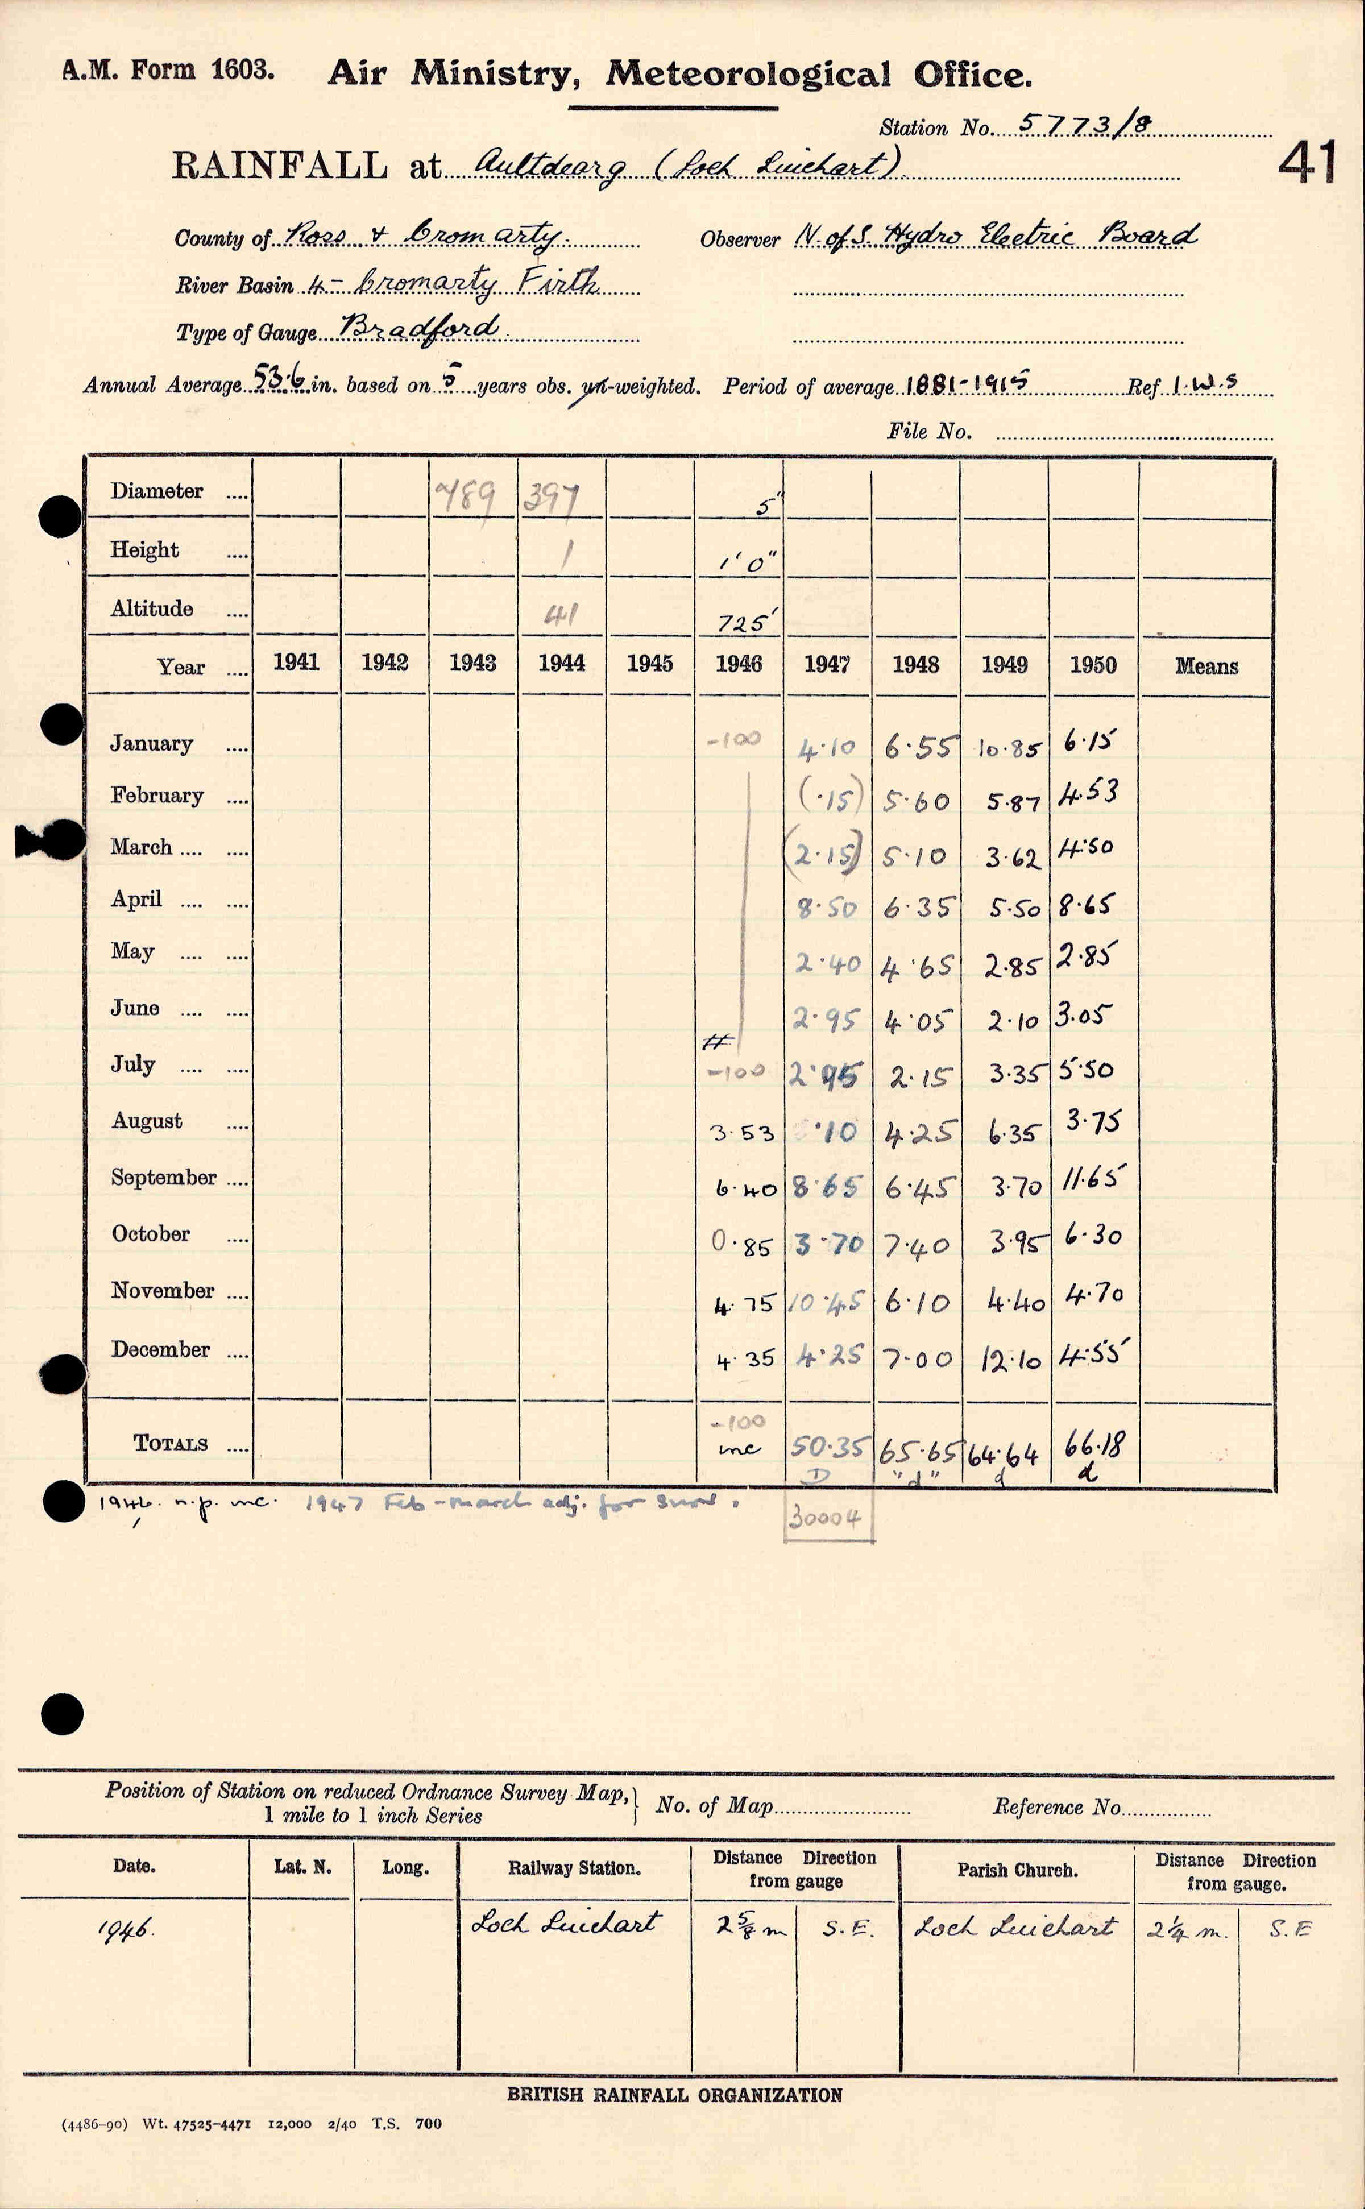 A.M. Form 1603. Air Ministry, Meteorological Office.
Station No. 5773/8
41
RAINFALL at Aultdearg (Loch Luichart)
County of Ross & Cromarty. Observer N. of S. Hydro Electric Board
River Basin 4 - Cromarty Firth
Type of Gauge Bradford
Annual Average 53.6 in. based on 5 years obs. un-weighted. Period of average 1881-1915 Ref I.W.S
File No.
Diameter .... 789 397 5"
Height .... 1 1' 0"
Altitude .... 41 725'
Year .... 1941 1942 1943 1944 1945 1946 1947 1948 1949 1950 Means
January .... -100 4.10 6.55 10.85 6.15
February .... (.15) 5.60 5.87 4.53
March .... .... (2.15) 5.10 3.62 4.50
April .... .... 8.50 6.35 5.50 8.65
May .... .... 2.40 4.65 2.85 2.85
June .... .... 2.95 4.05 2.10 3.05
July .... .... -100 2.95 2.15 3.35 5.50
August .... 3.53 .10 4.25 6.35 3.75
September .... 6.40 8.65 6.45 3.70 11.65
October .... 0.85 3.70 7.40 3.95 6.30
November .... 4.75 10.45 6.10 4.40 4.70
December .... 4.35 4.25 7.00 12.10 4.55
-100
TOTALS .... inc 50.35 65.65 64.64 66.18
D "d" d d
1946. n.p. inc. 1947 Feb - March adj. for snow.
30004
Position of Station on reduced Ordnance Survey Map, 1 mile to 1 inch Series } No. of Map Reference No.
Date. Lat. N. Long. Railway Station. Distance Direction from gauge Parish Church. Distance Direction from gauge.
1946. Loch Luichart 2 5/8 m S.E. Loch Luichart 2 1/4 m. S.E
BRITISH RAINFALL ORGANIZATION
(4486-90) Wt. 47525-4471 12,000 2/40 T.S. 700